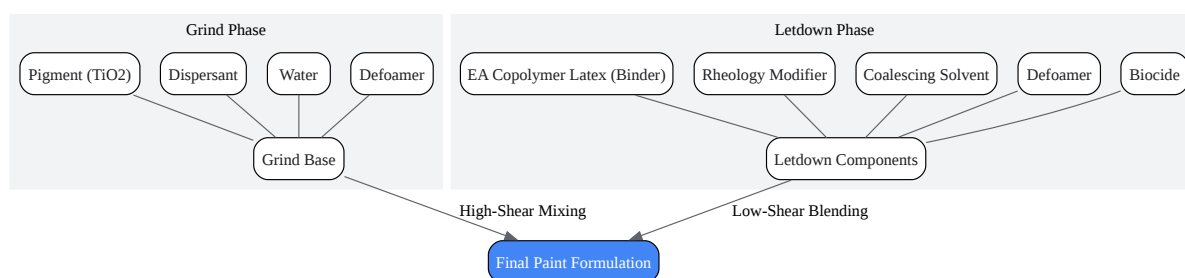 Grind Phase
Letdown Phase
Pigment (TiO2)
Dispersant
Water
Defoamer
EA Copolymer Latex (Binder)
Rheology Modifier
Coalescing Solvent
Defoamer
Biocide
Grind Base
Letdown Components
High-Shear Mixing
Low-Shear Blending
Final Paint Formulation